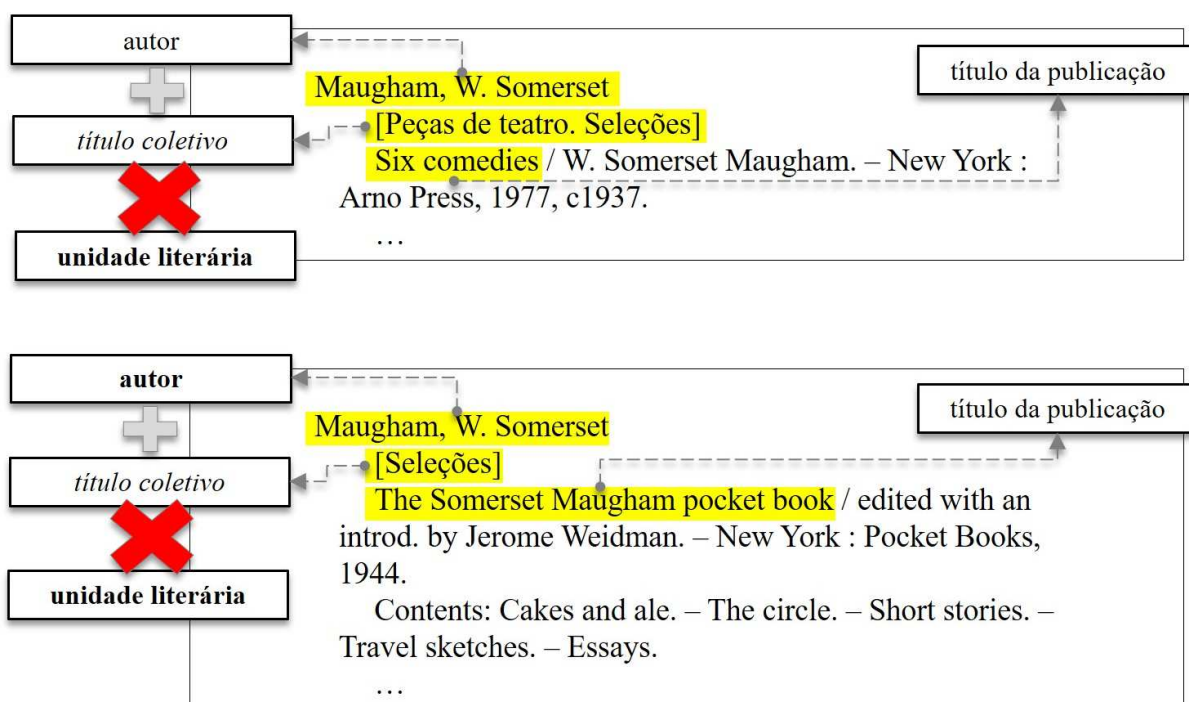 autor
título coletivo
unidade literária
título da publicação
Maugham, W. Somerset
[Peças de teatro. Seleções]
Six comedies / W. Somerset Maugham. – New York :
Arno Press, 1977, c1937.
…
autor
título coletivo
unidade literária
título da publicação
Maugham, W. Somerset
[Seleções]
The Somerset Maugham pocket book / edited with an
introd. by Jerome Weidman. – New York : Pocket Books,
1944.
Contents: Cakes and ale. – The circle. – Short stories. –
Travel sketches. – Essays.
…